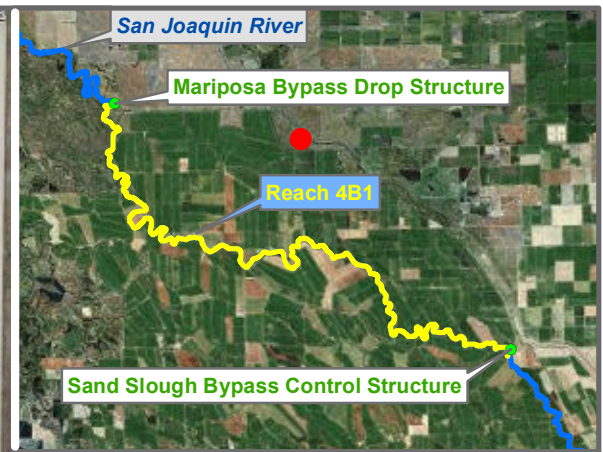 San Joaquin River
Mariposa Bypass Drop Structure
Reach 4B1
Sand Slough Bypass Control Structure